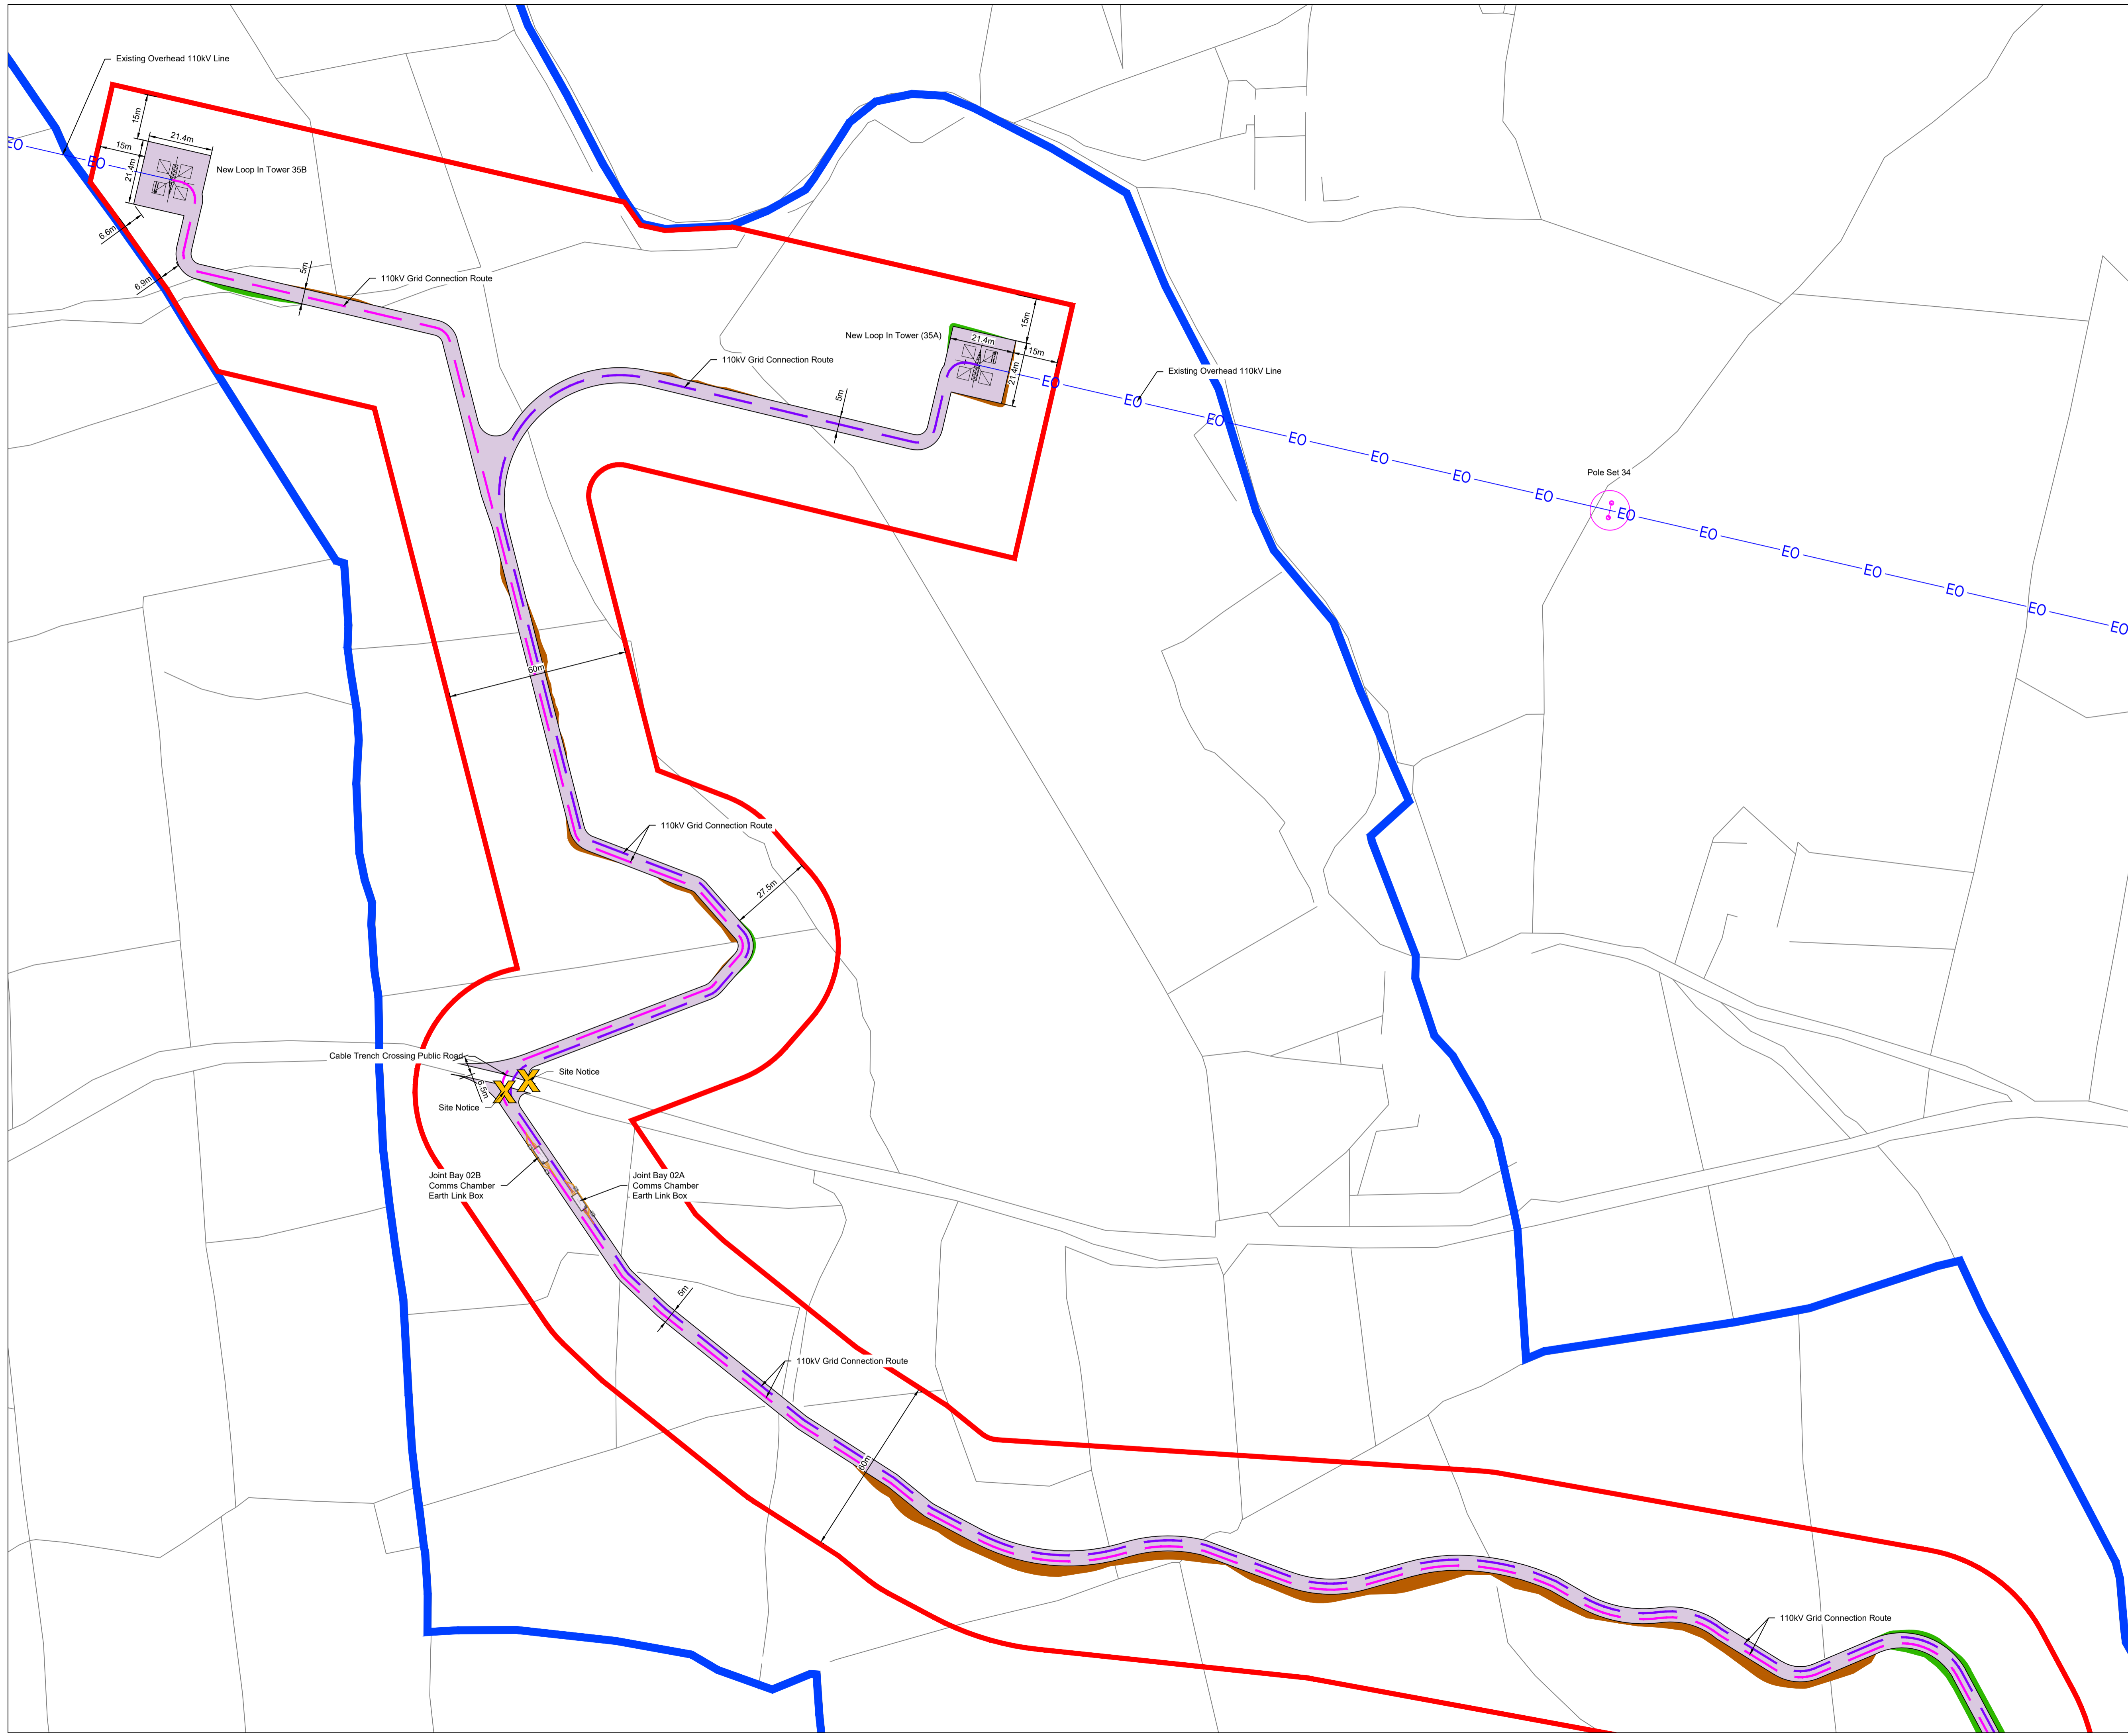 Existing Overhead 110kV Line
EO
EO
15m
21.4m
15m
21.4m
New Loop In Tower 35B
6.6m
6.9m
5m
110kV Grid Connection Route
New Loop In Tower (35A)
21.4m
15m
15m
21.4m
110kV Grid Connection Route
5m
Existing Overhead 110kV Line
EO
EO
EO
EO
EO
EO
EO
EO
EO
EO
EO
EO
EO
EO
Pole Set 34
60m
110kV Grid Connection Route
27.5m
Cable Trench Crossing Public Road
6.5m
X
X
Site Notice
Site Notice
Joint Bay 02B
Comms Chamber
Earth Link Box
Joint Bay 02A
Comms Chamber
Earth Link Box
5m
110kV Grid Connection Route
60m
110kV Grid Connection Route